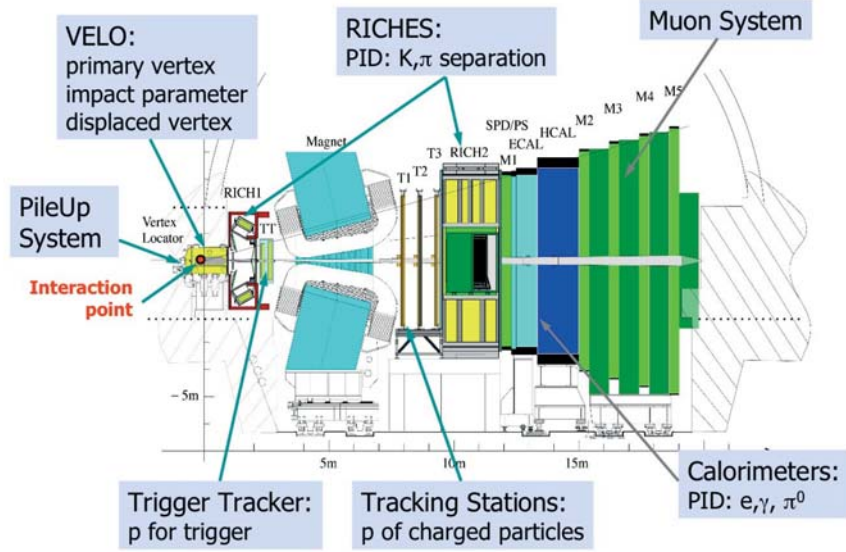 VELO:
primary vertex
impact parameter
displaced vertex
RICHES:
PID: K,π separation
Muon System
PileUp
System
Vertex
Locator
Interaction
point
RICH1
TT
Magnet
T1
T2
T3
RICH2
M1
SPD/PS
ECAL
HCAL
M2
M3
M4
M5
- 5m
5m
10m
15m
Trigger Tracker:
p for trigger
Tracking Stations:
p of charged particles
Calorimeters:
PID: e,γ, π⁰